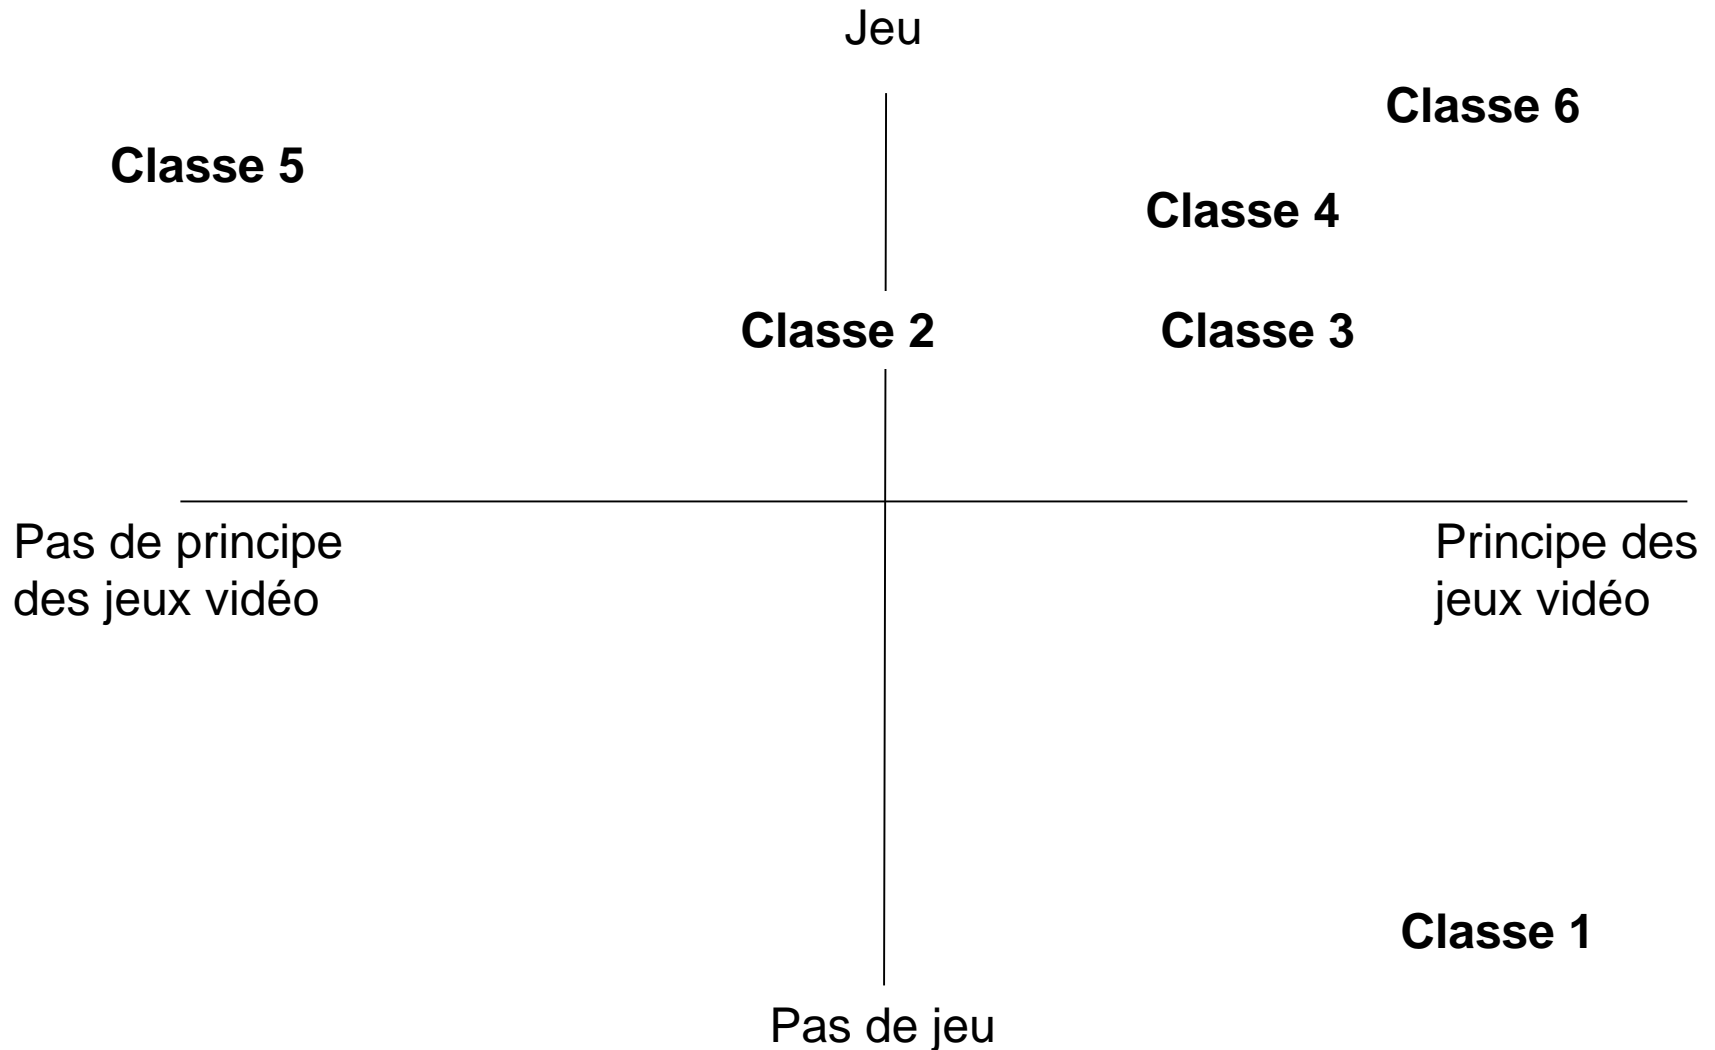 Jeu
Classe 6
Classe 5
Classe 4
Classe 2
Classe 3
Pas de principe
des jeux vidéo
Principe des
jeux vidéo
Classe 1
Pas de jeu